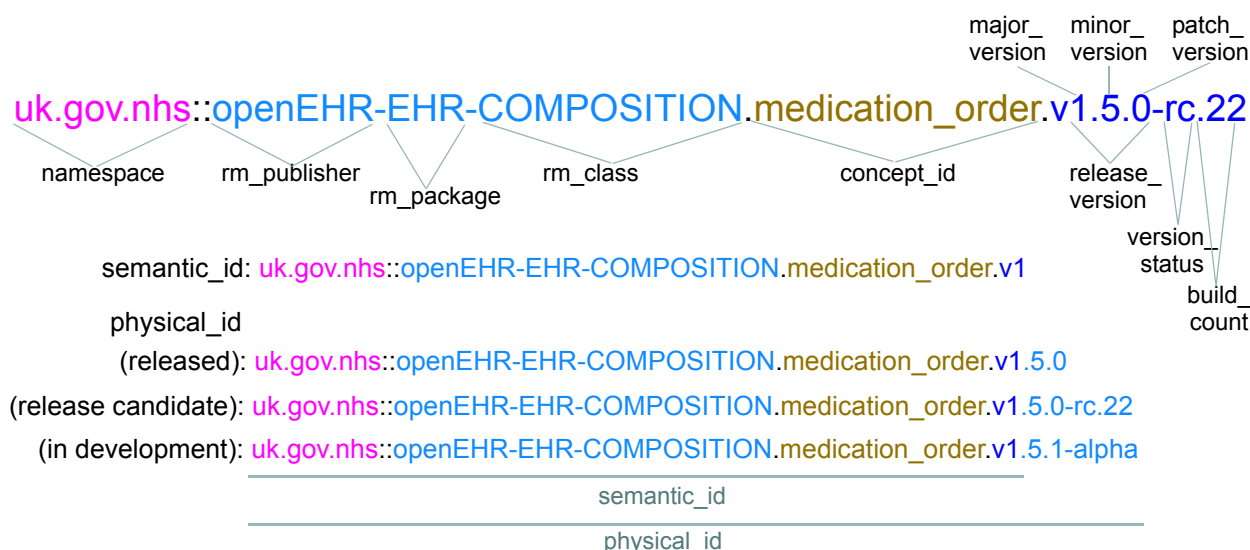 major_ minor_ patch_
version version version
uk.gov.nhs::openEHR-EHR-COMPOSITION.medication_order.v1.5.0-rc.22
namespace rm_publisher rm_package rm_class concept_id release_
version
version_
status
build_
count
semantic_id: uk.gov.nhs::openEHR-EHR-COMPOSITION.medication_order.v1
physical_id
(released): uk.gov.nhs::openEHR-EHR-COMPOSITION.medication_order.v1.5.0
(release candidate): uk.gov.nhs::openEHR-EHR-COMPOSITION.medication_order.v1.5.0-rc.22
(in development): uk.gov.nhs::openEHR-EHR-COMPOSITION.medication_order.v1.5.1-alpha
semantic_id
physical_id